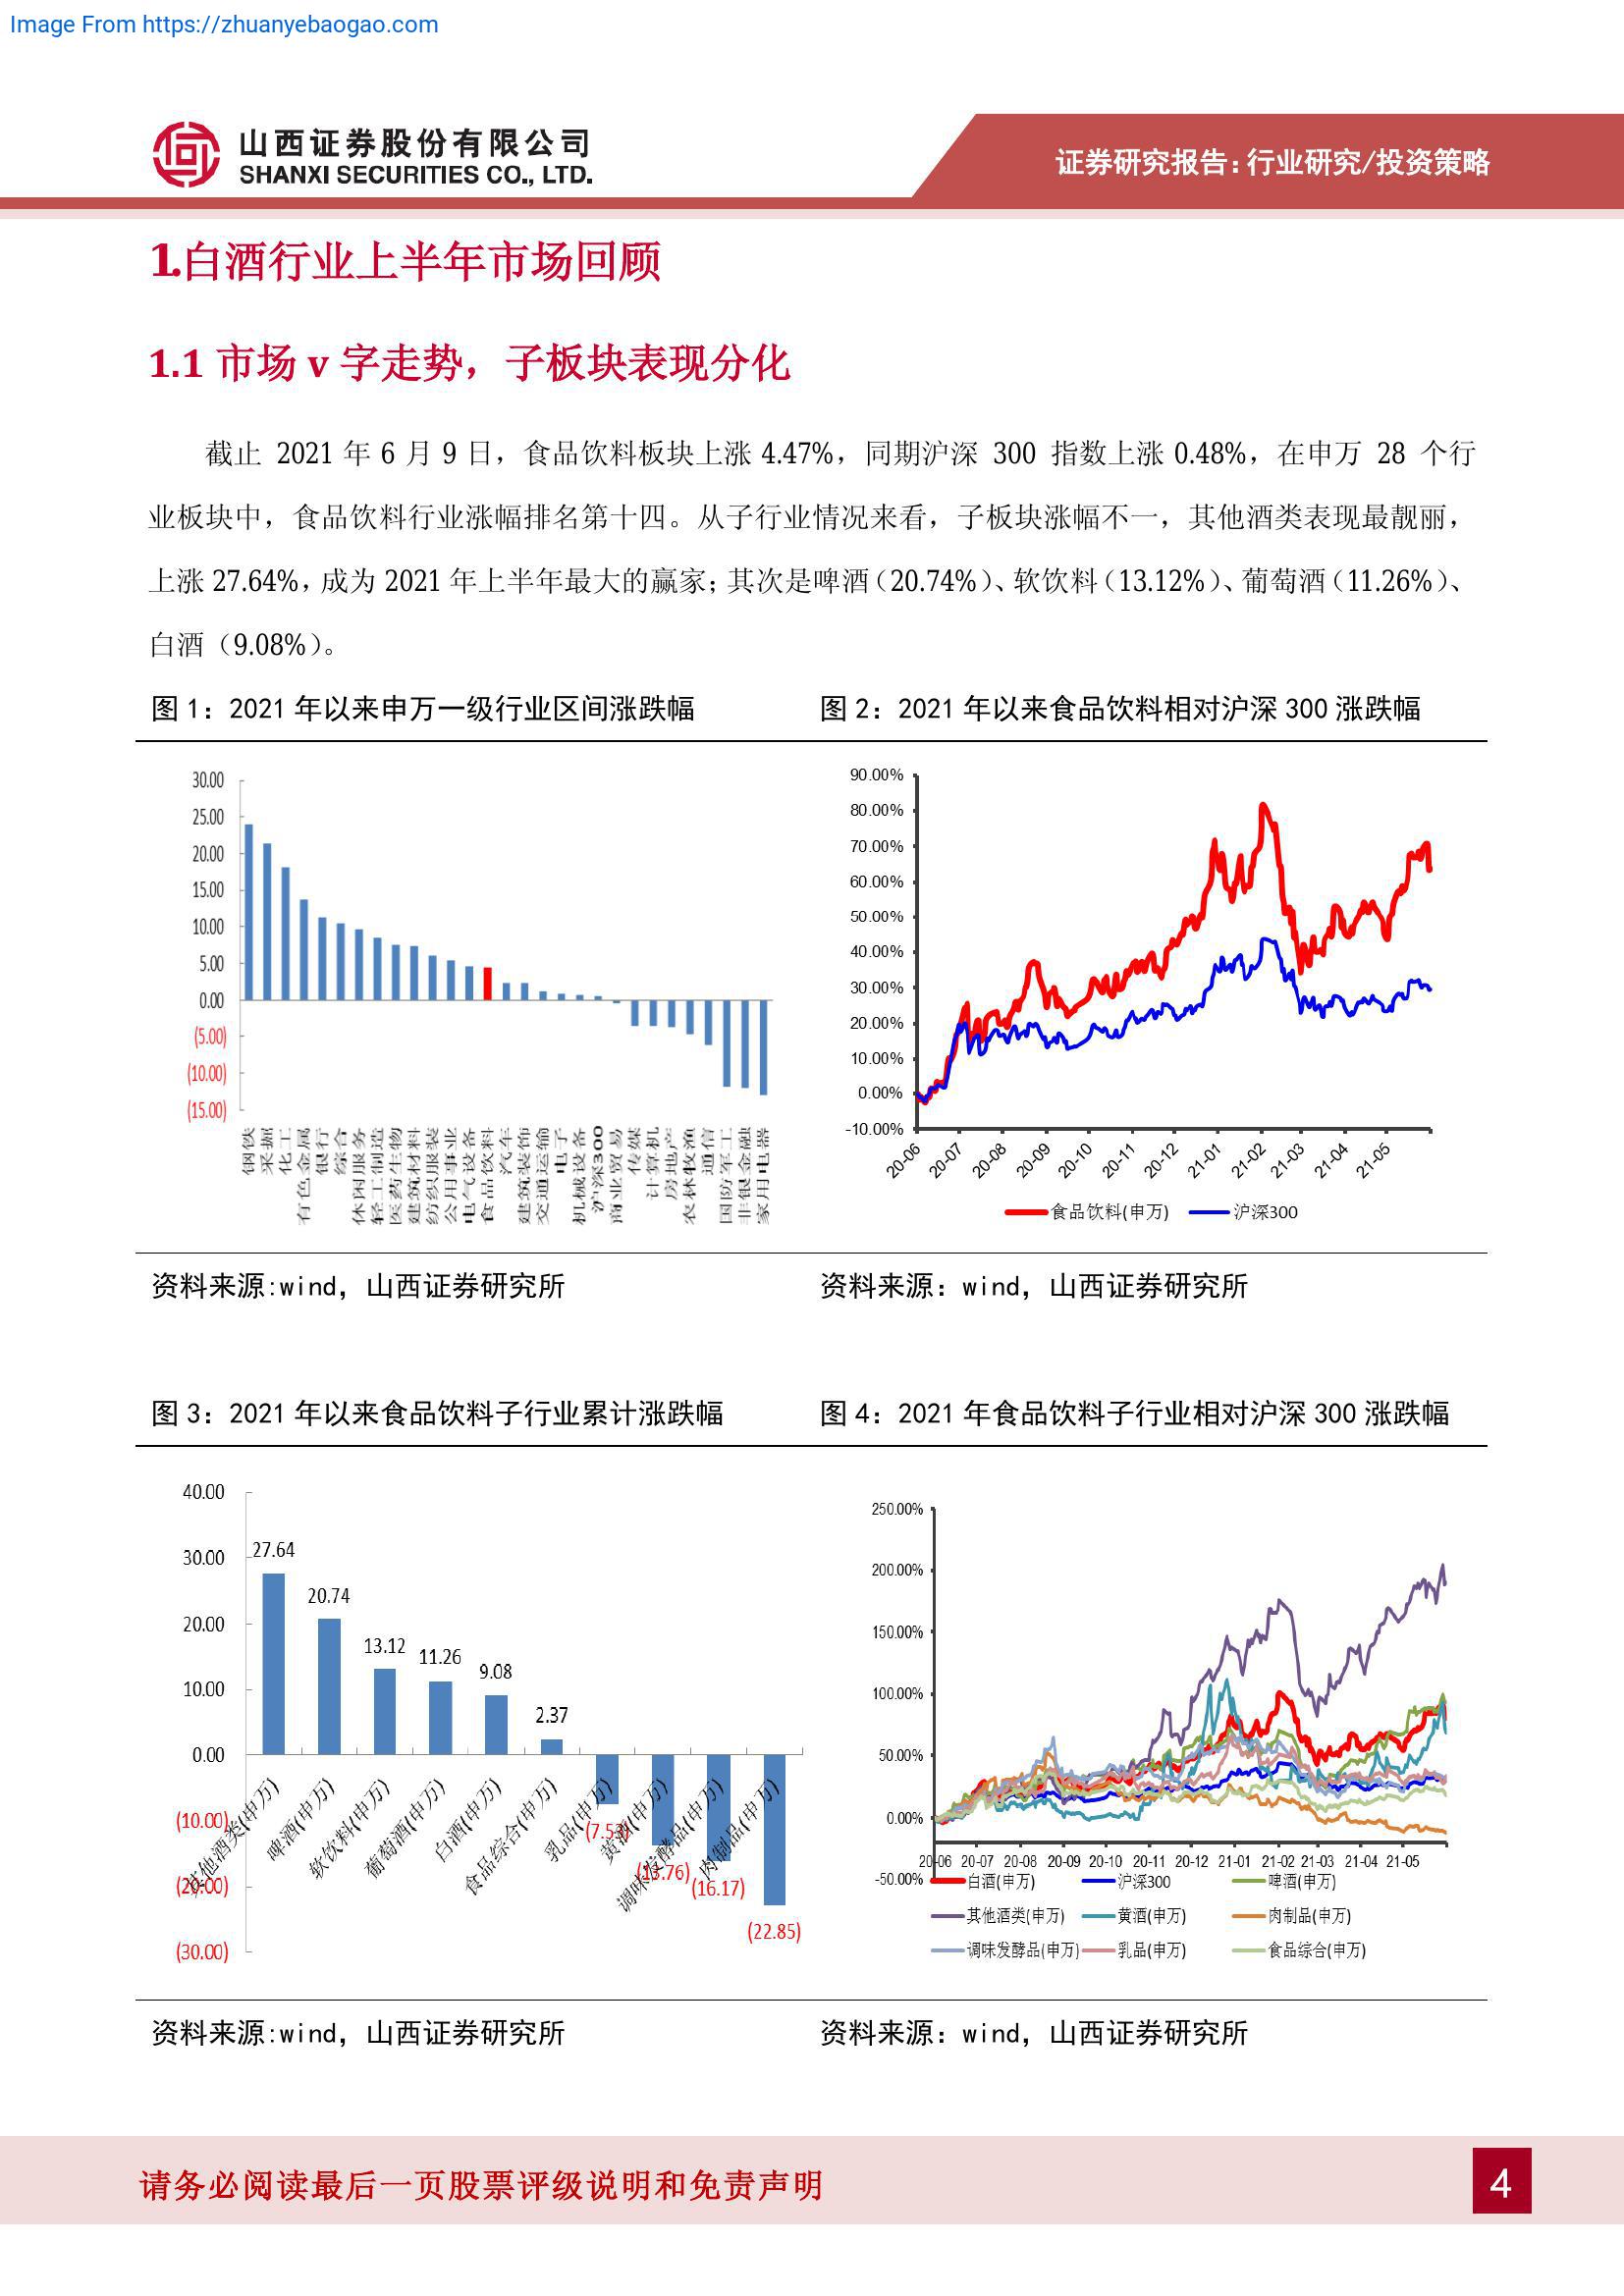 Image From https://zhuanyebaogao.com
山西证券股份有限公司
SHANXI SECURITIES CO., LTD.
证券研究报告：行业研究/投资策略
1.白酒行业上半年市场回顾
1.1 市场 v 字走势，子板块表现分化
截止 2021 年 6 月 9 日，食品饮料板块上涨 4.47%，同期沪深 300 指数上涨 0.48%，在申万 28 个行
业板块中，食品饮料行业涨幅排名第十四。从子行业情况来看，子板块涨幅不一，其他酒类表现最靓丽，
上涨 27.64%，成为 2021 年上半年最大的赢家；其次是啤酒（20.74%）、软饮料（13.12%）、葡萄酒（11.26%）、
白酒（9.08%）。
图 1：2021 年以来申万一级行业区间涨跌幅
30.00
25.00
20.00
15.00
10.00
5.00
0.00
(5.00)
(10.00)
(15.00)
钢铁
采掘
化工
有色金属
银行
综合
休闲服务
轻工制造
医药生物
建筑材料
纺织服装
公用事业
电气设备
食品饮料
汽车
建筑装饰
交通运输
电子
机械设备
沪深300
商业贸易
传媒
计算机
房地产
农林牧渔
通信
国防军工
非银金融
家用电器
资料来源:wind，山西证券研究所
图 2：2021 年以来食品饮料相对沪深 300 涨跌幅
90.00%
80.00%
70.00%
60.00%
50.00%
40.00%
30.00%
20.00%
10.00%
0.00%
-10.00%
20-06
20-07
20-08
20-09
20-10
20-11
20-12
21-01
21-02
21-03
21-04
21-05
食品饮料(申万)
沪深300
资料来源：wind，山西证券研究所
图 3：2021 年以来食品饮料子行业累计涨跌幅
40.00
30.00
20.00
10.00
0.00
(10.00)
(20.00)
(30.00)
27.64
20.74
13.12
11.26
9.08
2.37
(7.53)
(13.76)
(16.17)
(22.85)
其他酒类(申万)
啤酒(申万)
软饮料(申万)
葡萄酒(申万)
白酒(申万)
食品综合(申万)
乳品(申万)
黄酒(申万)
调味发酵品(申万)
肉制品(申万)
资料来源:wind，山西证券研究所
图 4：2021 年食品饮料子行业相对沪深 300 涨跌幅
250.00%
200.00%
150.00%
100.00%
50.00%
0.00%
-50.00%
20-06 20-07 20-08 20-09 20-10 20-11 20-12 21-01 21-02 21-03 21-04 21-05
白酒(申万) 沪深300 啤酒(申万)
其他酒类(申万) 黄酒(申万) 肉制品(申万)
调味发酵品(申万) 乳品(申万) 食品综合(申万)
资料来源：wind，山西证券研究所
请务必阅读最后一页股票评级说明和免责声明
4